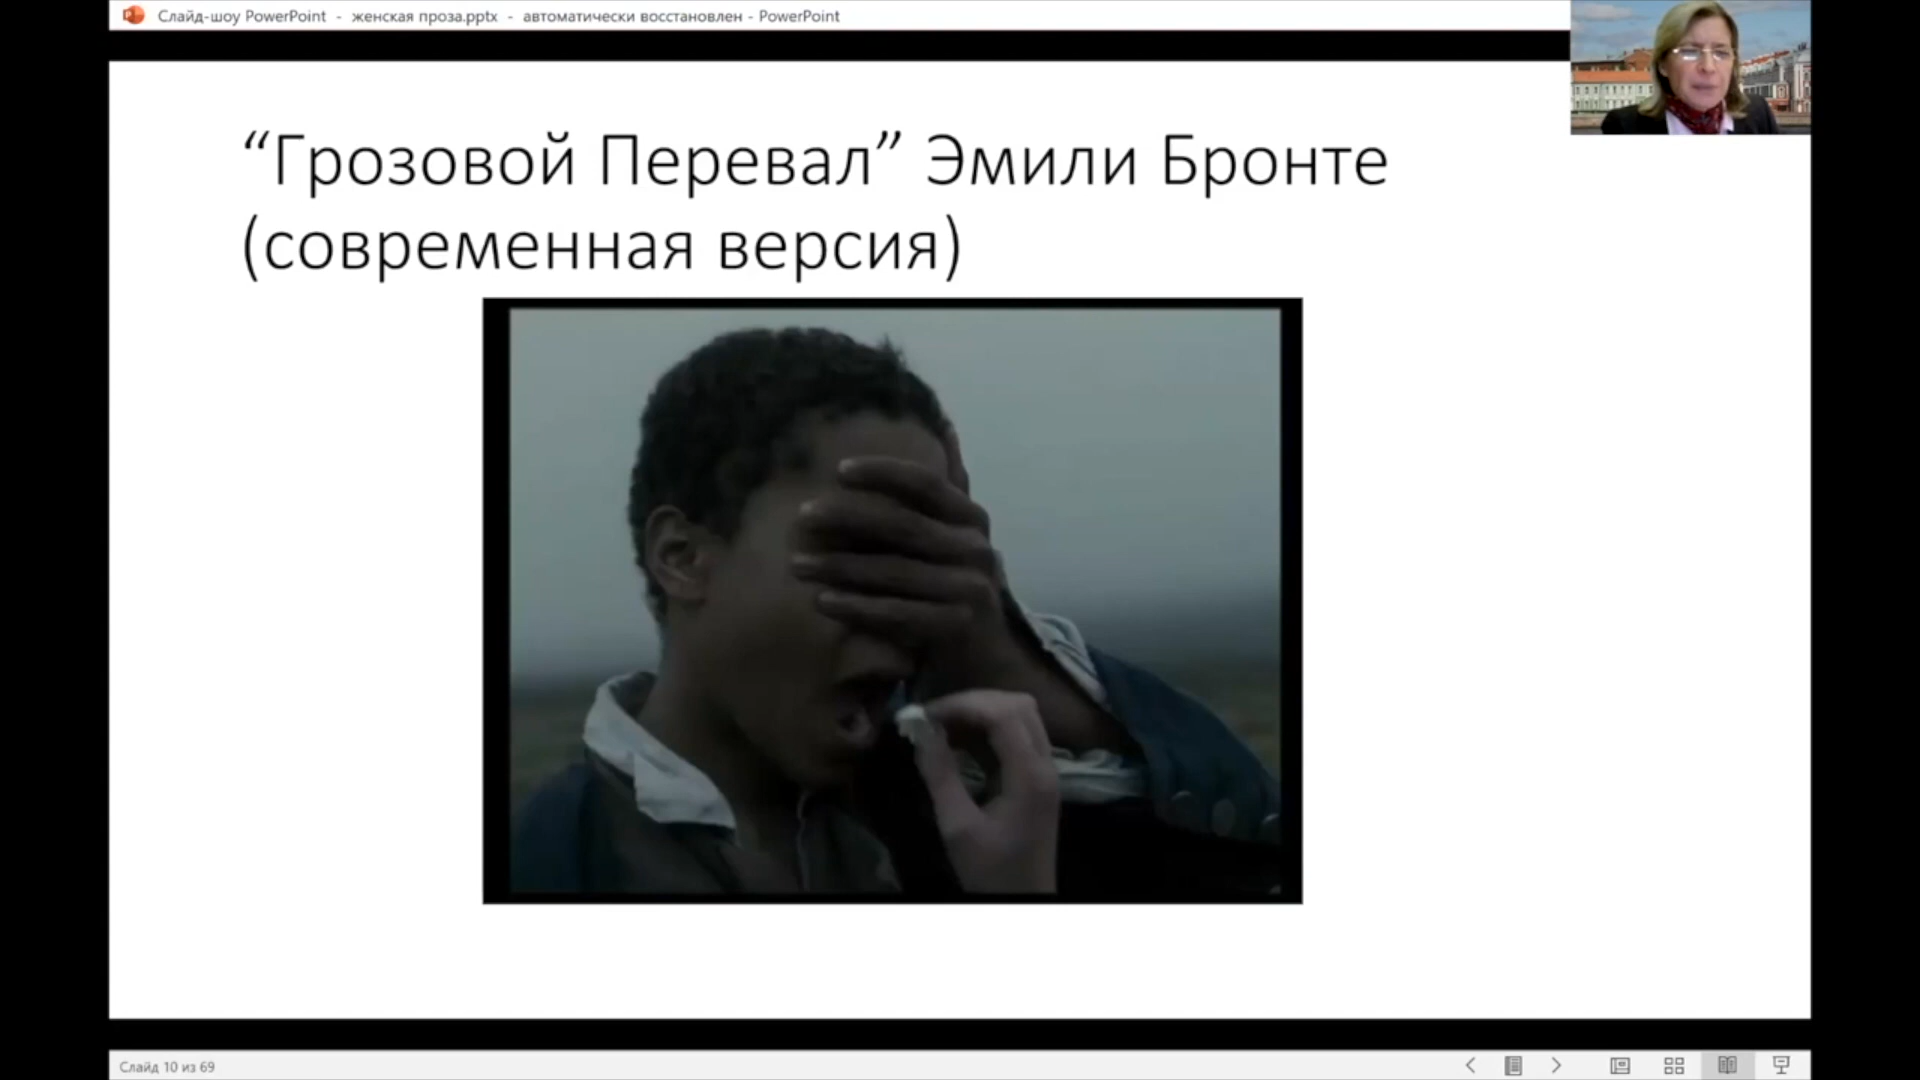 Слайд-шоу PowerPoint - женская проза.pptx - автоматически восстановлен - PowerPoint
“Грозовой Перевал” Эмили Бронте
(современная версия)
Слайд 10 из 69